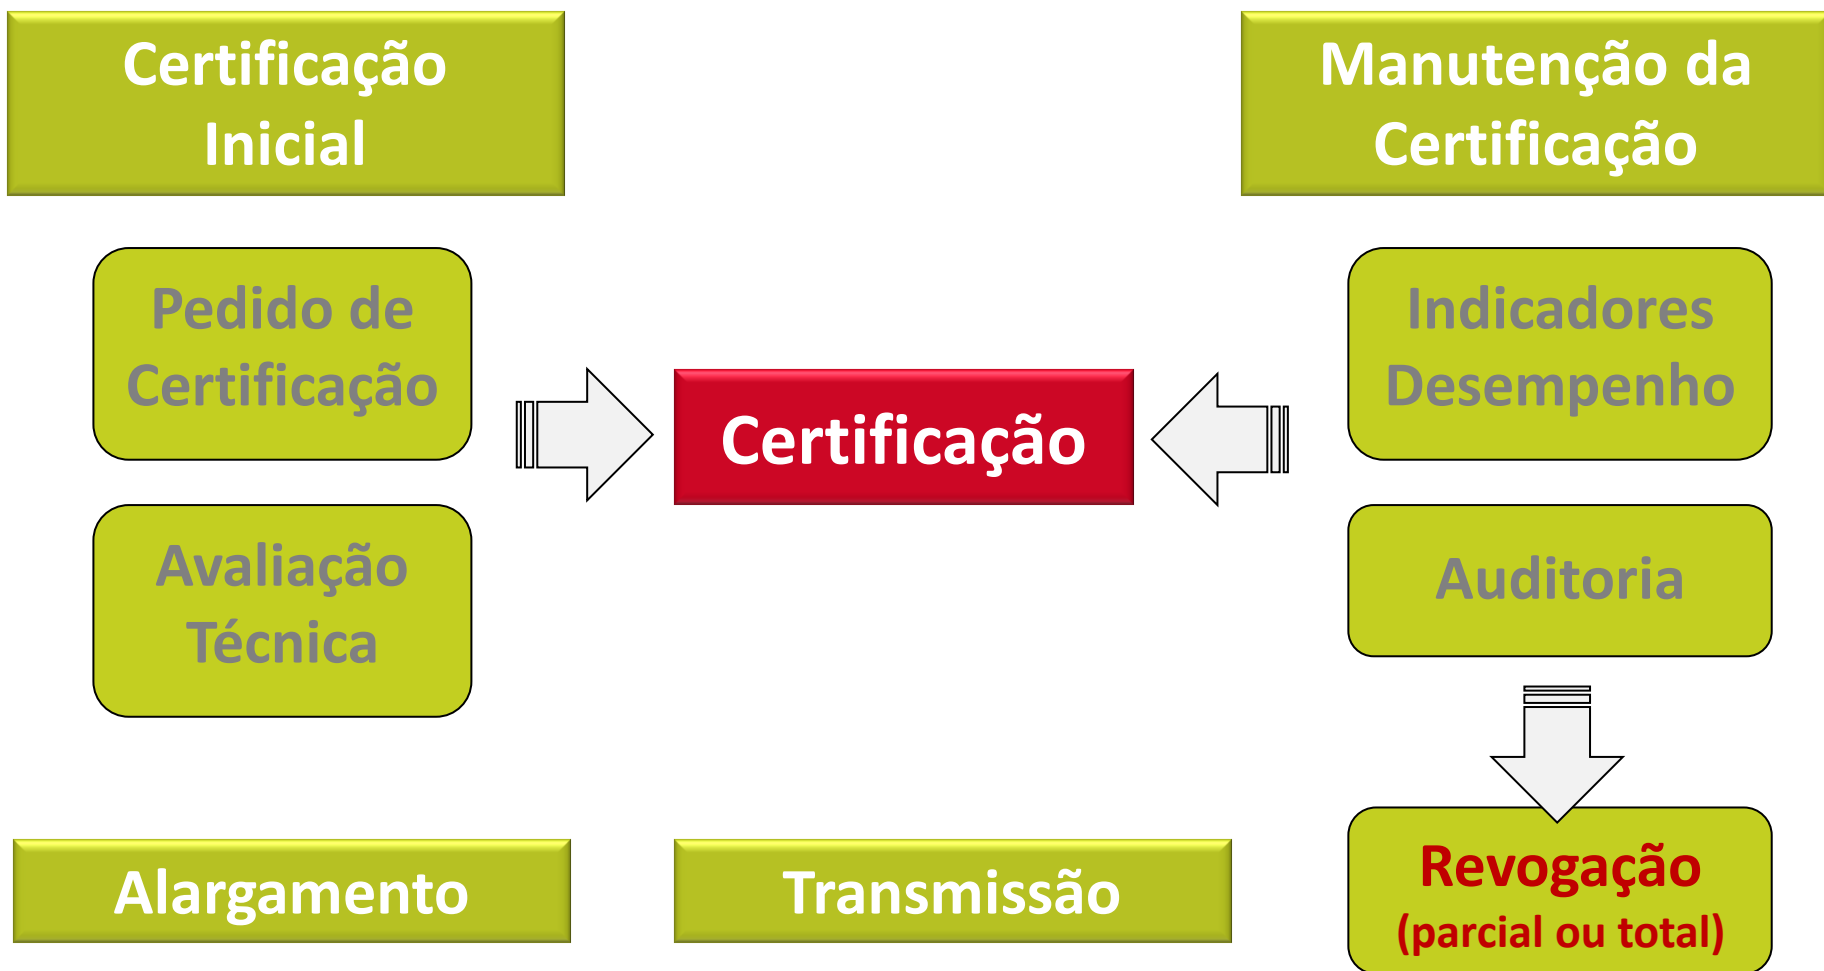 Certificação
Inicial
Manutenção da
Certificação
Pedido de
Certificação
Indicadores
Desempenho
Certificação
Avaliação
Técnica
Auditoria
Alargamento
Transmissão
Revogação
(parcial ou total)